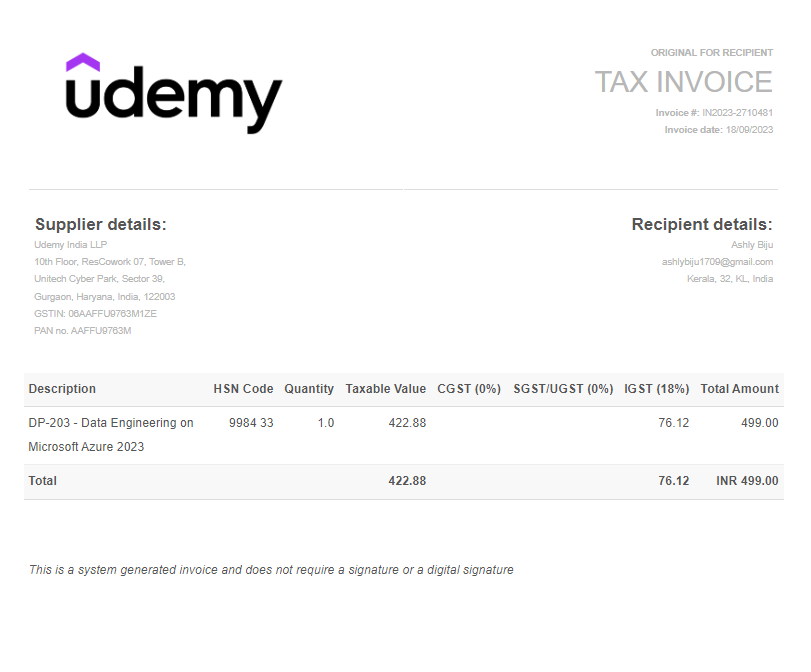 udemy
ORIGINAL FOR RECIPIENT
TAX INVOICE
Invoice #: IN2023-2710481
Invoice date: 18/09/2023
Supplier details:
Udemy India LLP
10th Floor, ResCowork 07, Tower B,
Unitech Cyber Park, Sector 39,
Gurgaon, Haryana, India, 122003
GSTIN: 06AAFFU9763M1ZE
PAN no. AAFFU9763M
Recipient details:
Ashly Biju
ashlybiju1709@gmail.com
Kerala, 32, KL, India
Description HSN Code Quantity Taxable Value CGST (0%) SGST/UGST (0%) IGST (18%) Total Amount
DP-203 - Data Engineering on 9984 33 1.0 422.88 76.12 499.00
Microsoft Azure 2023
Total 422.88 76.12 INR 499.00
This is a system generated invoice and does not require a signature or a digital signature